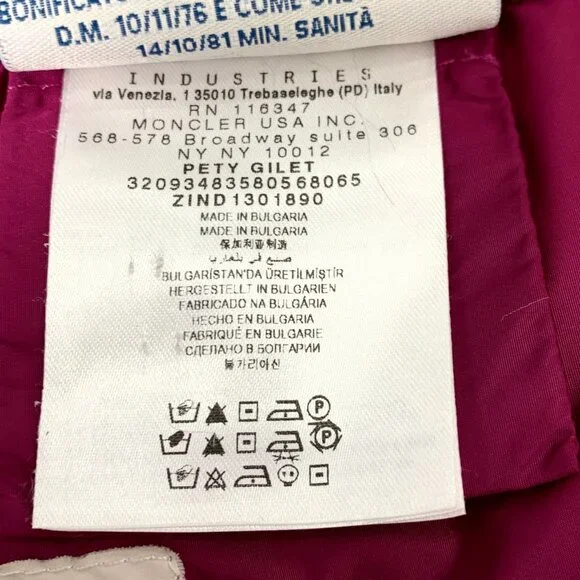 BONIFICATO
D.M. 10/11/76 E COME
14/10/81 MIN. SANITÀ
INDUSTRIES
via Venezia, 1 35010 Trebaseleghe (PD) Italy
RN 116347
MONCLER USA INC.
568-578 Broadway suite 306
NY NY 10012
PETY GILET
32093483580568065
ZIND1301890
MADE IN BULGARIA
MADE IN BULGARIA
保加利亚制造
صنع في بلغاريا
BULGARİSTAN'DA ÜRETİLMİŞTİR
HERGESTELLT IN BULGARIEN
FABRICADO NA BULGÁRIA
HECHO EN BULGARIA
FABRIQUÉ EN BULGARIE
СДЕЛАНО В БОЛГАРИИ
불가리아산
P
P